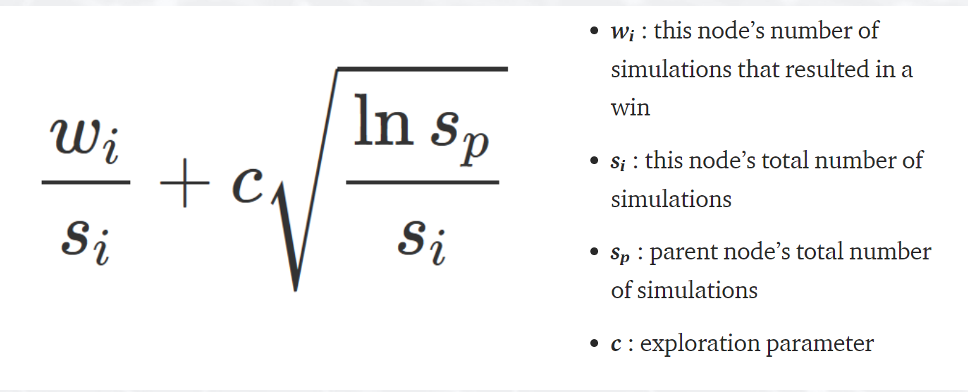 w_i/s_i + c√(ln s_p/s_i)
• w_i : this node’s number of
simulations that resulted in a
win
• s_i : this node’s total number of
simulations
• s_p : parent node’s total number
of simulations
• c : exploration parameter